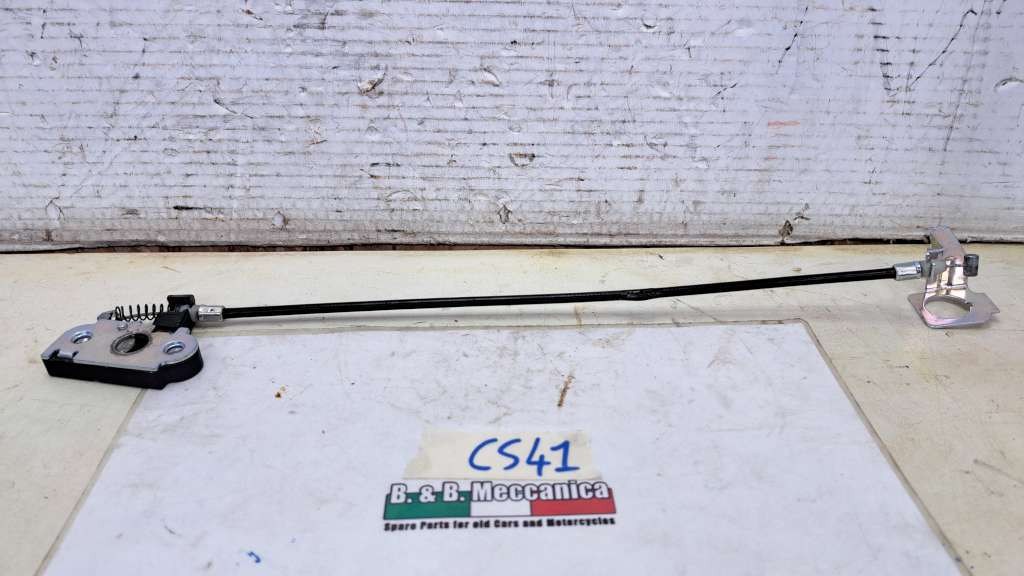 CS41
B. & B. Meccanica
Spare Parts for old Cars and Motorcycles